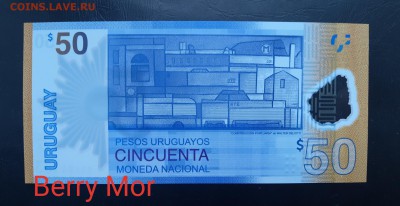 COINS.LAVE.RU
$50
URUGUAY
PESOS URUGUAYOS
CINCUENTA
MONEDA NACIONAL
$50
Berry Mor